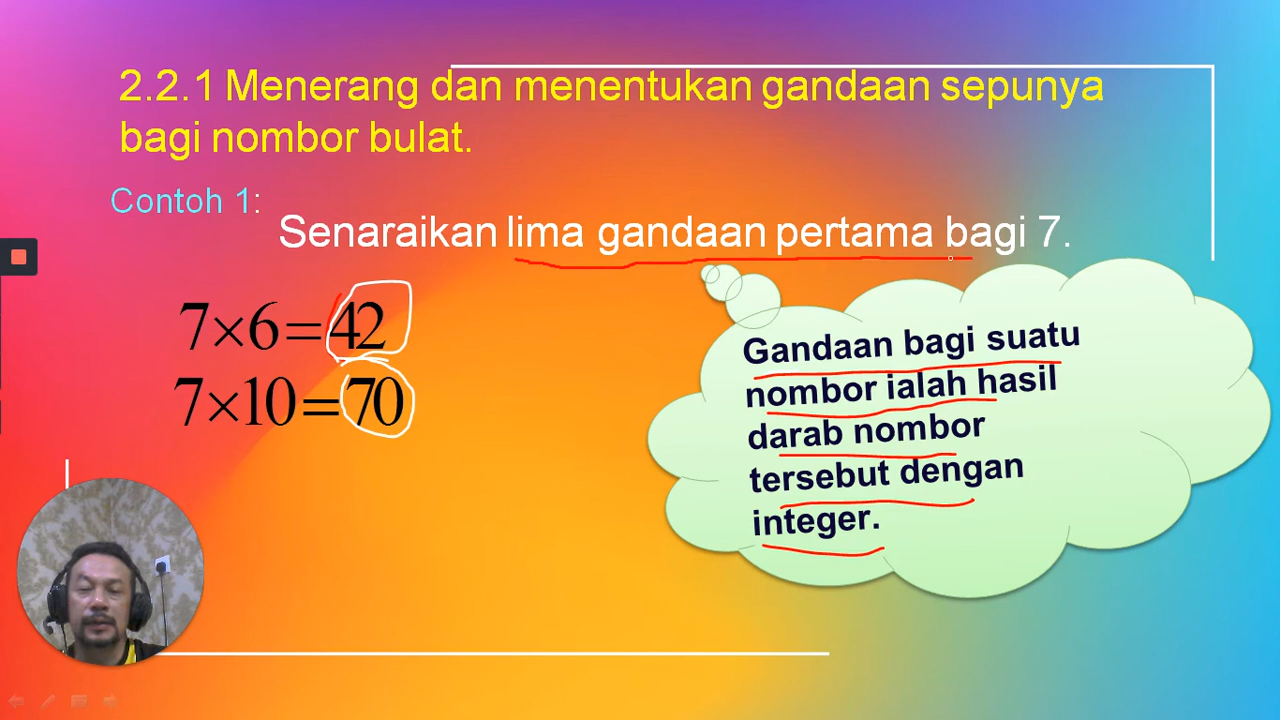 2.2.1 Menerang dan menentukan gandaan sepunya
bagi nombor bulat.
Contoh 1:
Senaraikan lima gandaan pertama bagi 7.
7×6=42
7×10=70
Gandaan bagi suatu
nombor ialah hasil
darab nombor
tersebut dengan
integer.